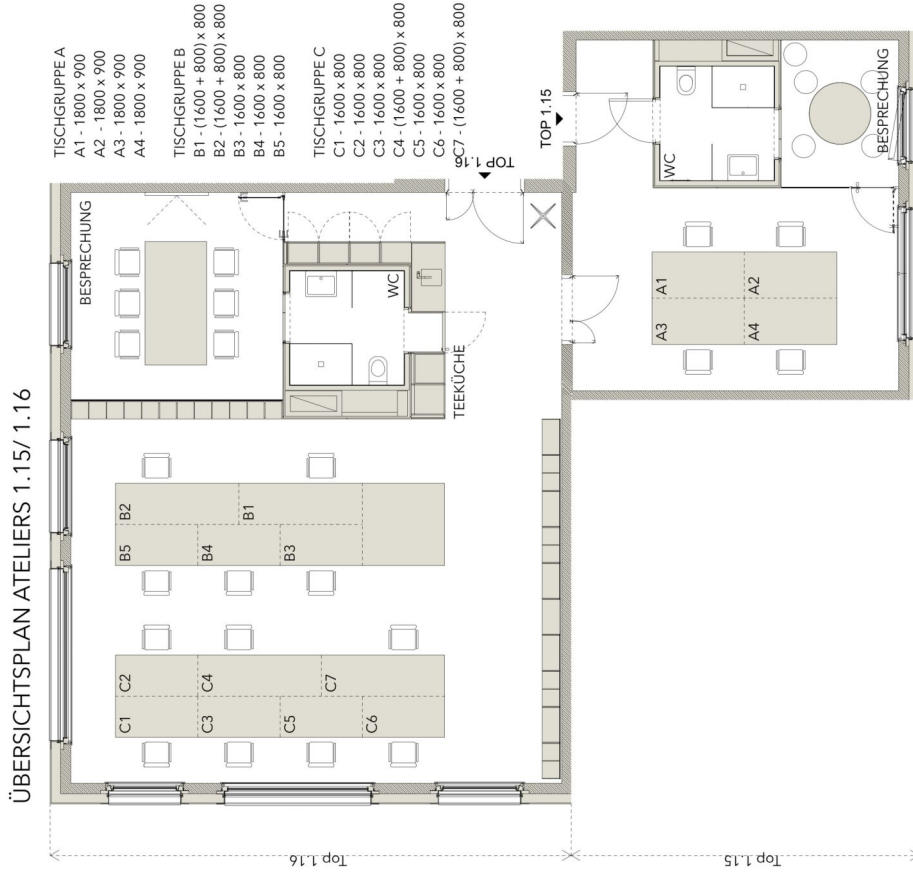 ÜBERSICHTSPLAN ATELIERS 1.15/ 1.16
TISCHGRUPPE A
A1 - 1800 x 900
A2 - 1800 x 900
A3 - 1800 x 900
A4 - 1800 x 900
TISCHGRUPPE B
B1 - (1600 + 800) x 800
B2 - (1600 + 800) x 800
B3 - 1600 x 800
B4 - 1600 x 800
B5 - 1600 x 800
TISCHGRUPPE C
C1 - 1600 x 800
C2 - 1600 x 800
C3 - 1600 x 800
C4 - (1600 + 800) x 800
C5 - 1600 x 800
C6 - 1600 x 800
C7 - (1600 + 800) x 800
BESPRECHUNG
WC
TEEKÜCHE
TOP 1.16
TOP 1.15
B2
B1
B5
B4
B3
C2
C4
C7
C1
C3
C5
C6
WC
BESPRECHUNG
A1
A2
A3
A4
Top 1.16
Top 1.15